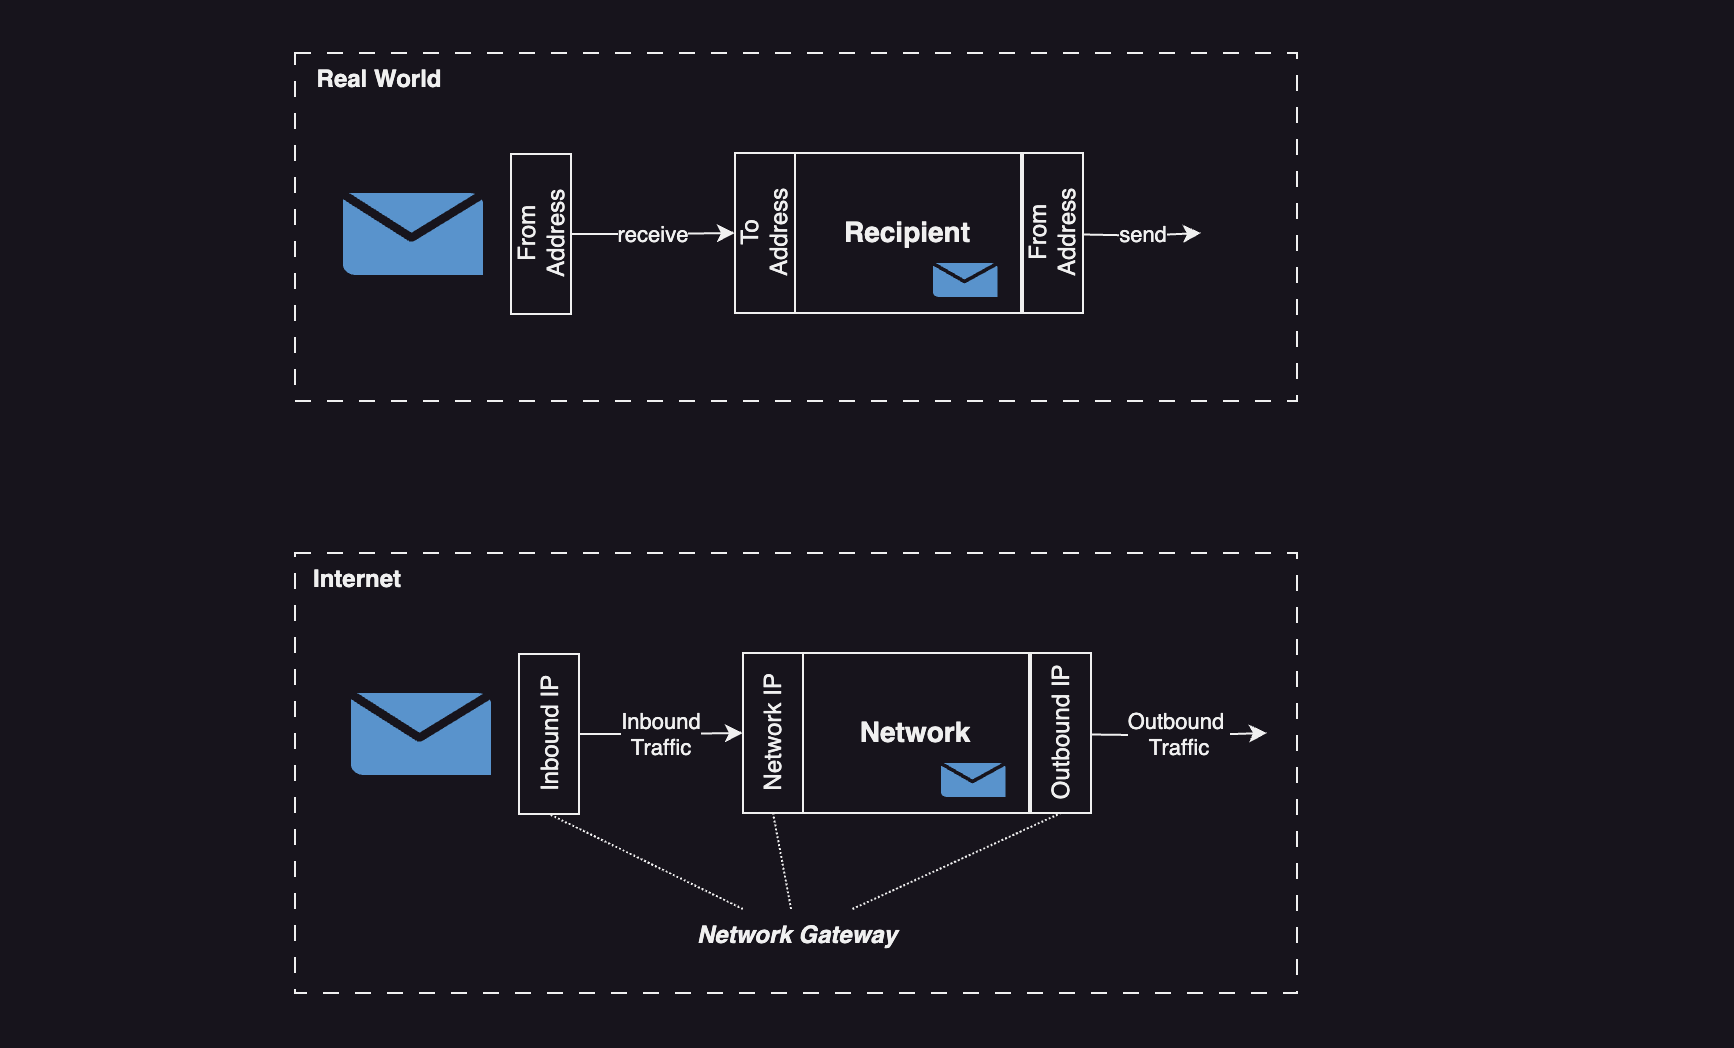 Real World
From
Address
receive
To
Address
Recipient
From
Address
send
Internet
Inbound IP
Inbound
Traffic
Network IP
Network
Outbound IP
Outbound
Traffic
Network Gateway